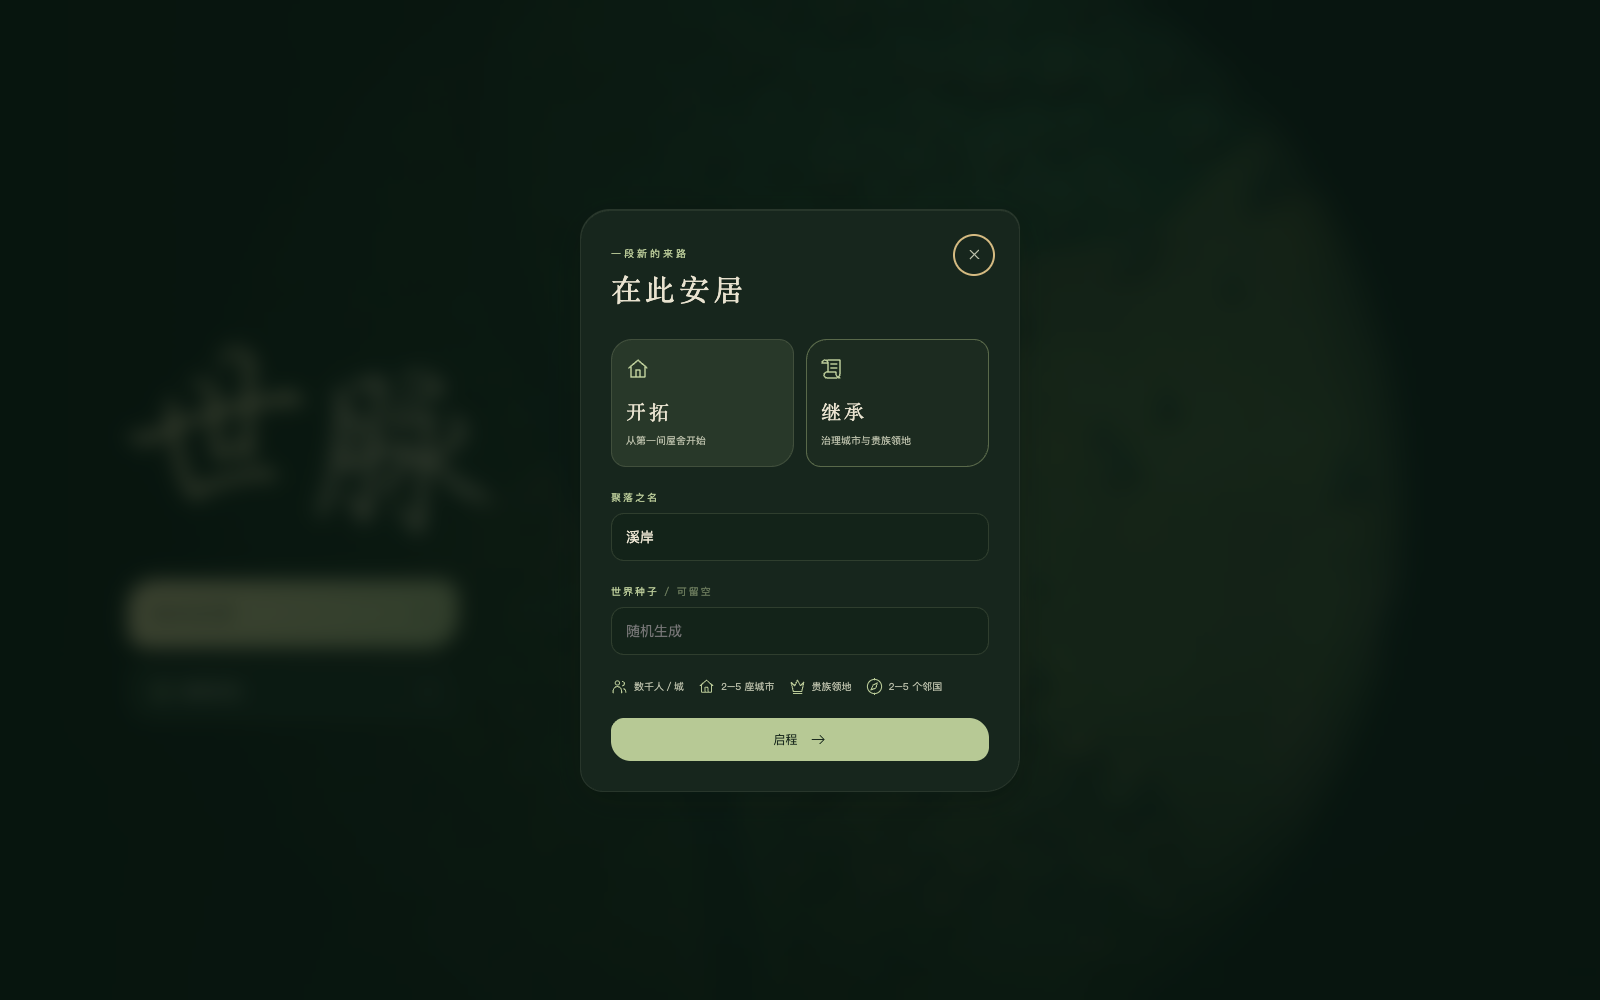 一段新的来路
在此安居
开拓
从第一间屋舍开始
继承
治理城市与贵族领地
聚落之名
溪岸
世界种子 / 可留空
随机生成
数千人 / 城 2–5 座城市 贵族领地 2–5 个邻国
启程